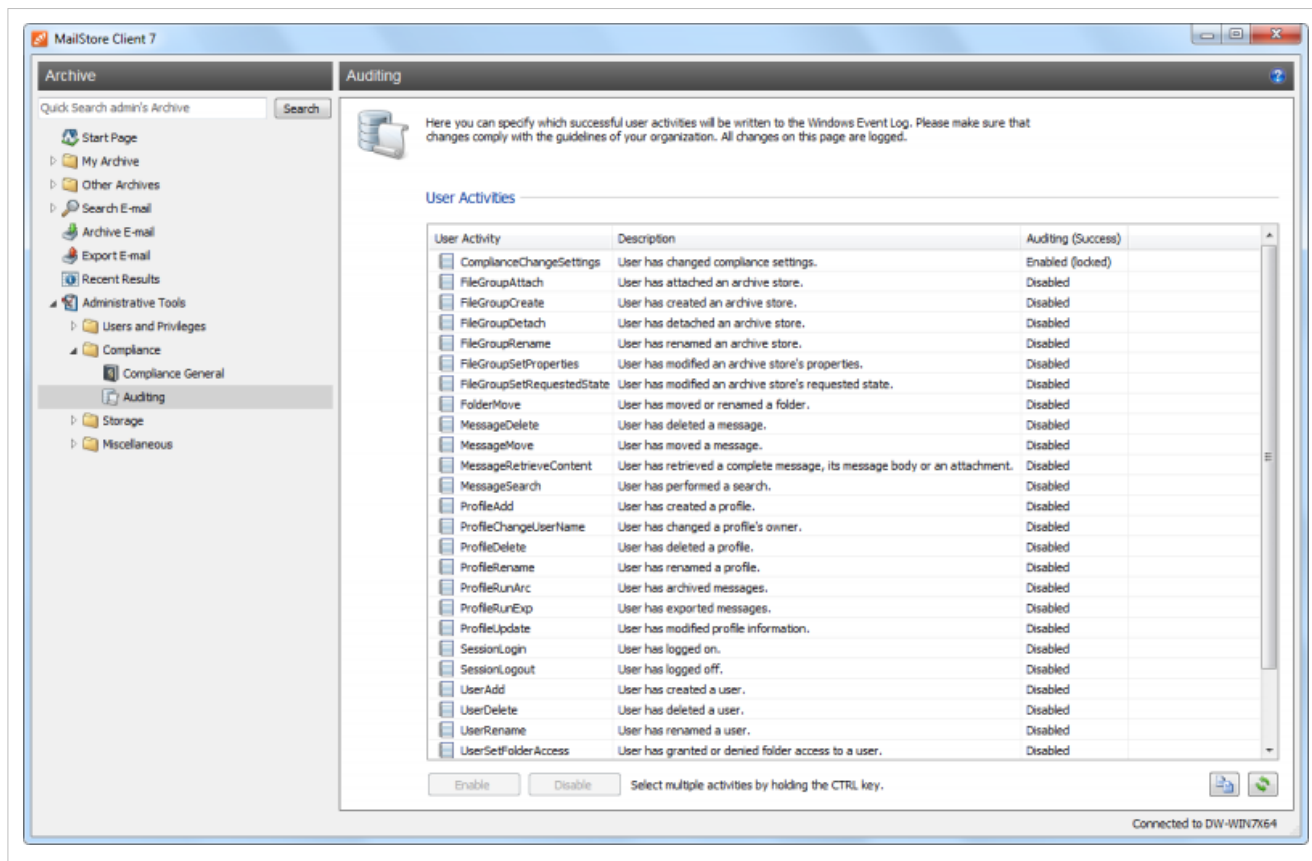 MailStore Client 7
Archive
Auditing
Quick Search admin's Archive
Search
Start Page
My Archive
Other Archives
Search E-mail
Archive E-mail
Export E-mail
Recent Results
Administrative Tools
Users and Privileges
Compliance
Compliance General
Auditing
Storage
Miscellaneous
Here you can specify which successful user activities will be written to the Windows Event Log. Please make sure that
changes comply with the guidelines of your organization. All changes on this page are logged.
User Activities
User Activity Description Auditing (Success)
ComplianceChangeSettings User has changed compliance settings. Enabled (locked)
FileGroupAttach User has attached an archive store. Disabled
FileGroupCreate User has created an archive store. Disabled
FileGroupDetach User has detached an archive store. Disabled
FileGroupRename User has renamed an archive store. Disabled
FileGroupSetProperties User has modified an archive store's properties. Disabled
FileGroupSetRequestedState User has modified an archive store's requested state. Disabled
FolderMove User has moved or renamed a folder. Disabled
MessageDelete User has deleted a message. Disabled
MessageMove User has moved a message. Disabled
MessageRetrieveContent User has retrieved a complete message, its message body or an attachment. Disabled
MessageSearch User has performed a search. Disabled
ProfileAdd User has created a profile. Disabled
ProfileChangeUserName User has changed a profile's owner. Disabled
ProfileDelete User has deleted a profile. Disabled
ProfileRename User has renamed a profile. Disabled
ProfileRunArc User has archived messages. Disabled
ProfileRunExp User has exported messages. Disabled
ProfileUpdate User has modified profile information. Disabled
SessionLogin User has logged on. Disabled
SessionLogout User has logged off. Disabled
UserAdd User has created a user. Disabled
UserDelete User has deleted a user. Disabled
UserRename User has renamed a user. Disabled
UserSetFolderAccess User has granted or denied folder access to a user. Disabled
Enable Disable Select multiple activities by holding the CTRL key.
Connected to DW-WIN7X64